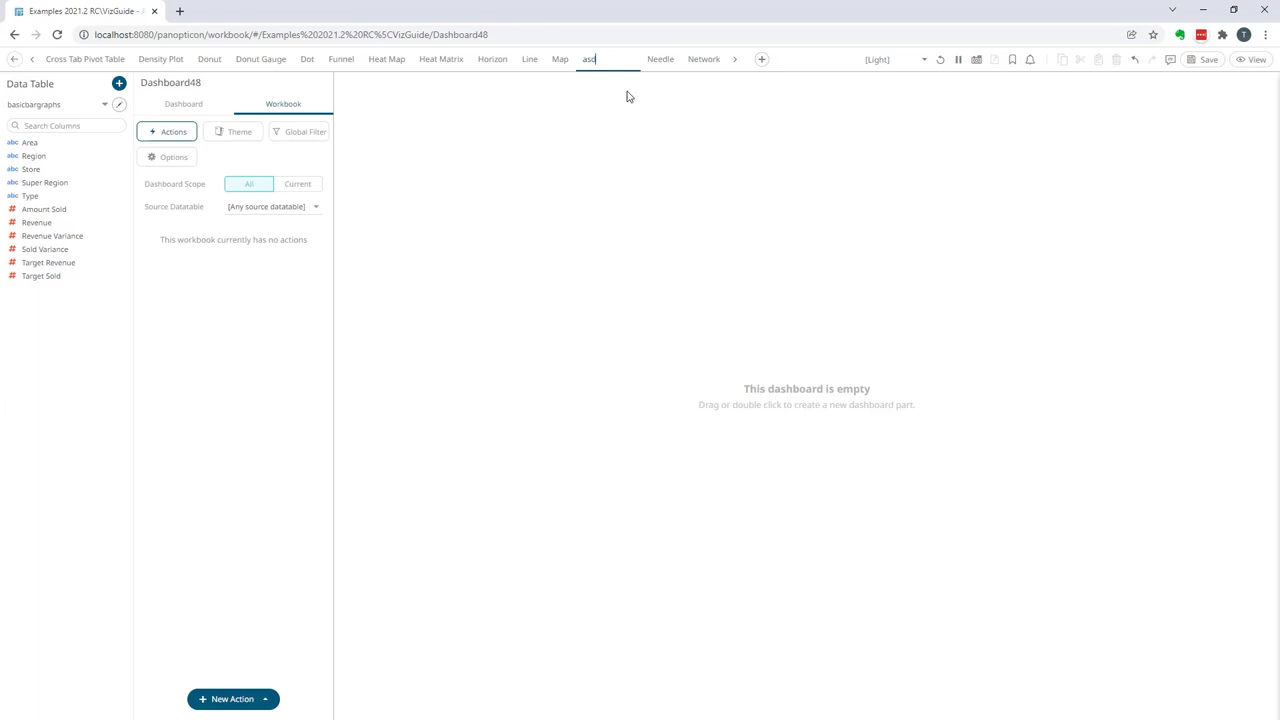 Examples 2021.2 RC\VizGuide -
localhost:8080/panopticon/workbook/#/Examples%202021.2%20RC%5CVizGuide/Dashboard48
T
Cross Tab Pivot Table Density Plot Donut Donut Gauge Dot Funnel Heat Map Heat Matrix Horizon Line Map asd Needle Network [Light] Save View
Data Table
basicbargraphs
Search Columns
abc Area
abc Region
abc Store
abc Super Region
abc Type
# Amount Sold
# Revenue
# Revenue Variance
# Sold Variance
# Target Revenue
# Target Sold
Dashboard48
Dashboard Workbook
Actions Theme Global Filter
Options
Dashboard Scope All Current
Source Datatable [Any source datatable]
This workbook currently has no actions
+ New Action
This dashboard is empty
Drag or double click to create a new dashboard part.